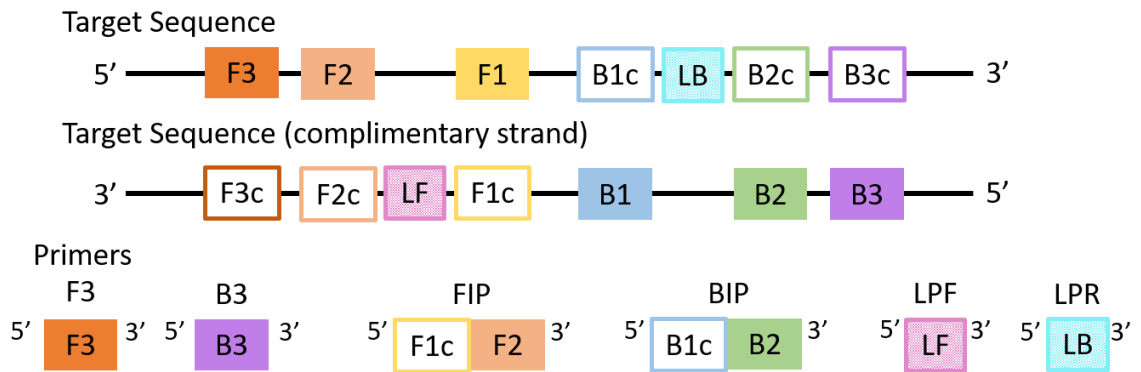 Target Sequence
5’ F3 F2 F1 B1c LB B2c B3c 3’
Target Sequence (complimentary strand)
3’ F3c F2c LF F1c B1 B2 B3 5’
Primers
F3 B3 FIP BIP LPF LPR
5’ F3 3’ 5’ B3 3’ 5’ F1c F2 3’ 5’ B1c B2 3’ 5’ LF 3’ 5’ LB 3’